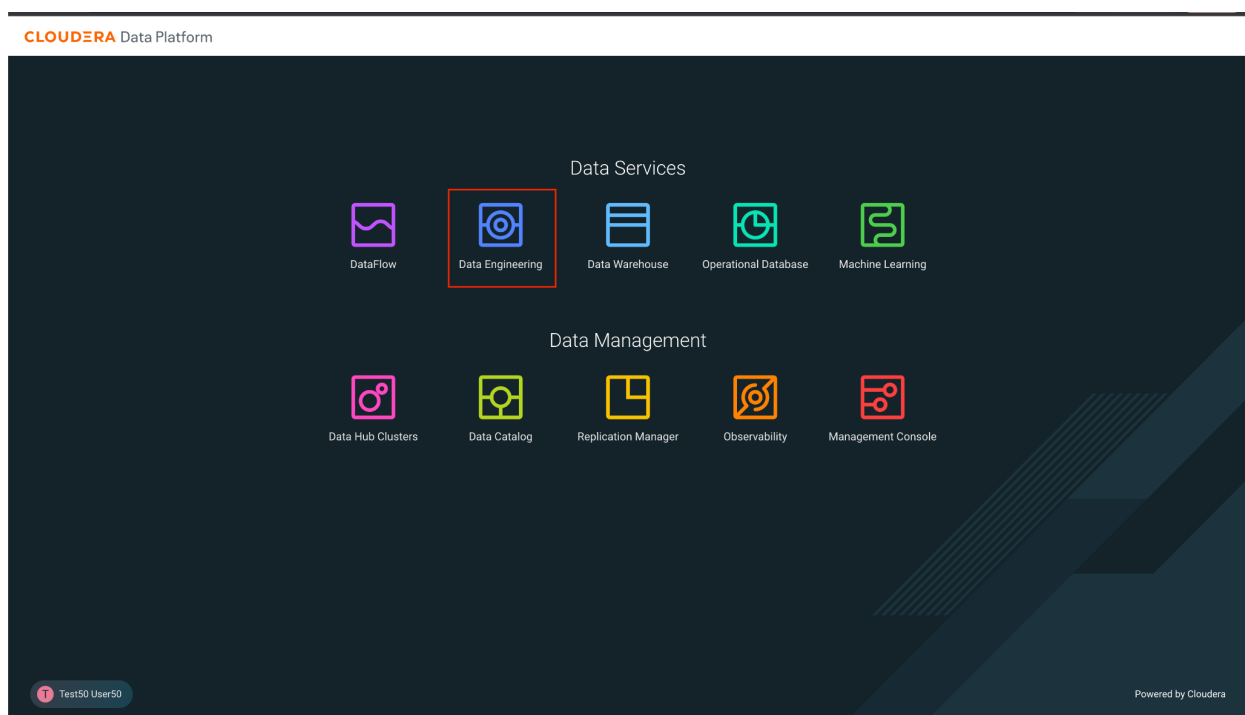 CLOUDERA Data Platform
Data Services
DataFlow
Data Engineering
Data Warehouse
Operational Database
Machine Learning
Data Management
Data Hub Clusters
Data Catalog
Replication Manager
Observability
Management Console
T Test50 User50
Powered by Cloudera